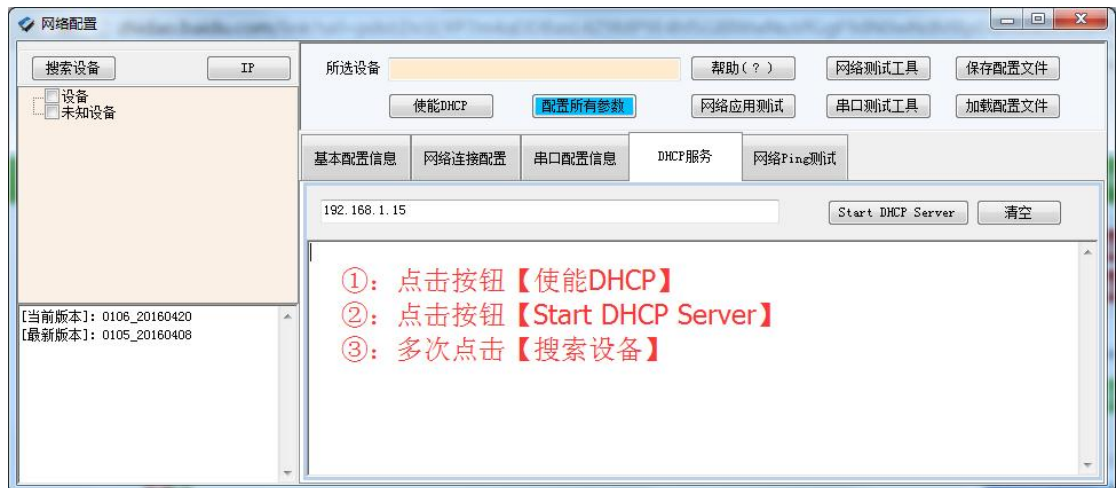 网络配置
搜索设备
IP
设备
未知设备
[当前版本]: 0106_20160420
[最新版本]: 0105_20160408
所选设备
帮助(?)
网络测试工具
保存配置文件
使能DHCP
配置所有参数
网络应用测试
串口测试工具
加载配置文件
基本配置信息
网络连接配置
串口配置信息
DHCP服务
网络Ping测试
192.168.1.15
Start DHCP Server
清空
①：点击按钮【使能DHCP】
②：点击按钮【Start DHCP Server】
③：多次点击【搜索设备】